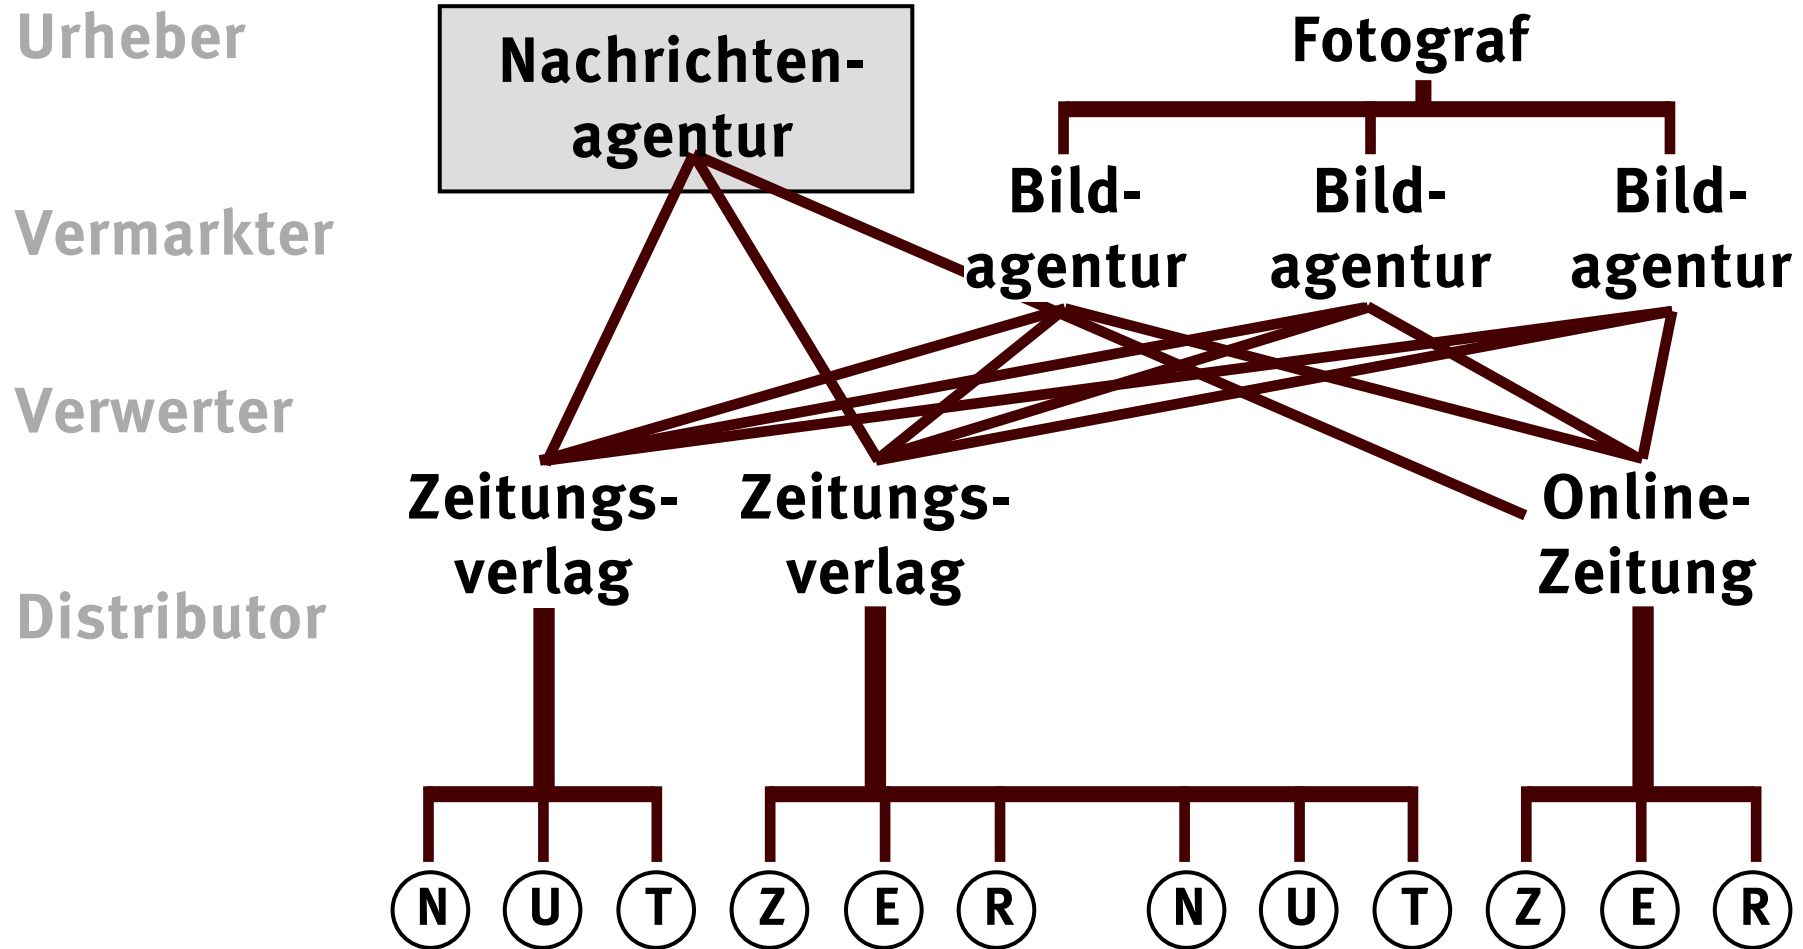 Urheber
Nachrichten-
agentur
Fotograf
Bild-
agentur
Bild-
agentur
Bild-
agentur
Vermarkter
Verwerter
Zeitungs-
verlag
Zeitungs-
verlag
Online-
Zeitung
Distributor
N U T Z E R N U T Z E R